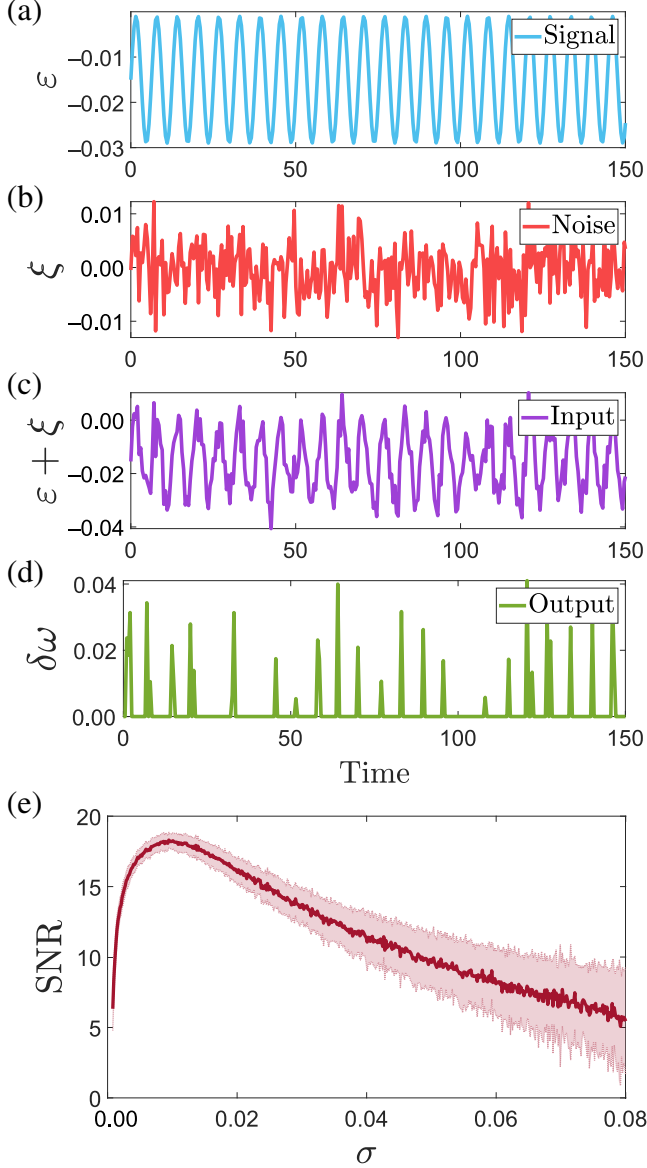 (a)
Signal
ε
−0.01
−0.02
−0.03
0
50
100
150
(b)
Noise
ξ
0.01
0.00
−0.01
0
50
100
150
(c)
Input
ε + ξ
0.00
−0.02
−0.04
0
50
100
150
(d)
Output
δω
0.04
0.02
0.00
0
50
100
150
Time
(e)
SNR
20
15
10
5
0
0.00
0.02
0.04
0.06
0.08
σ